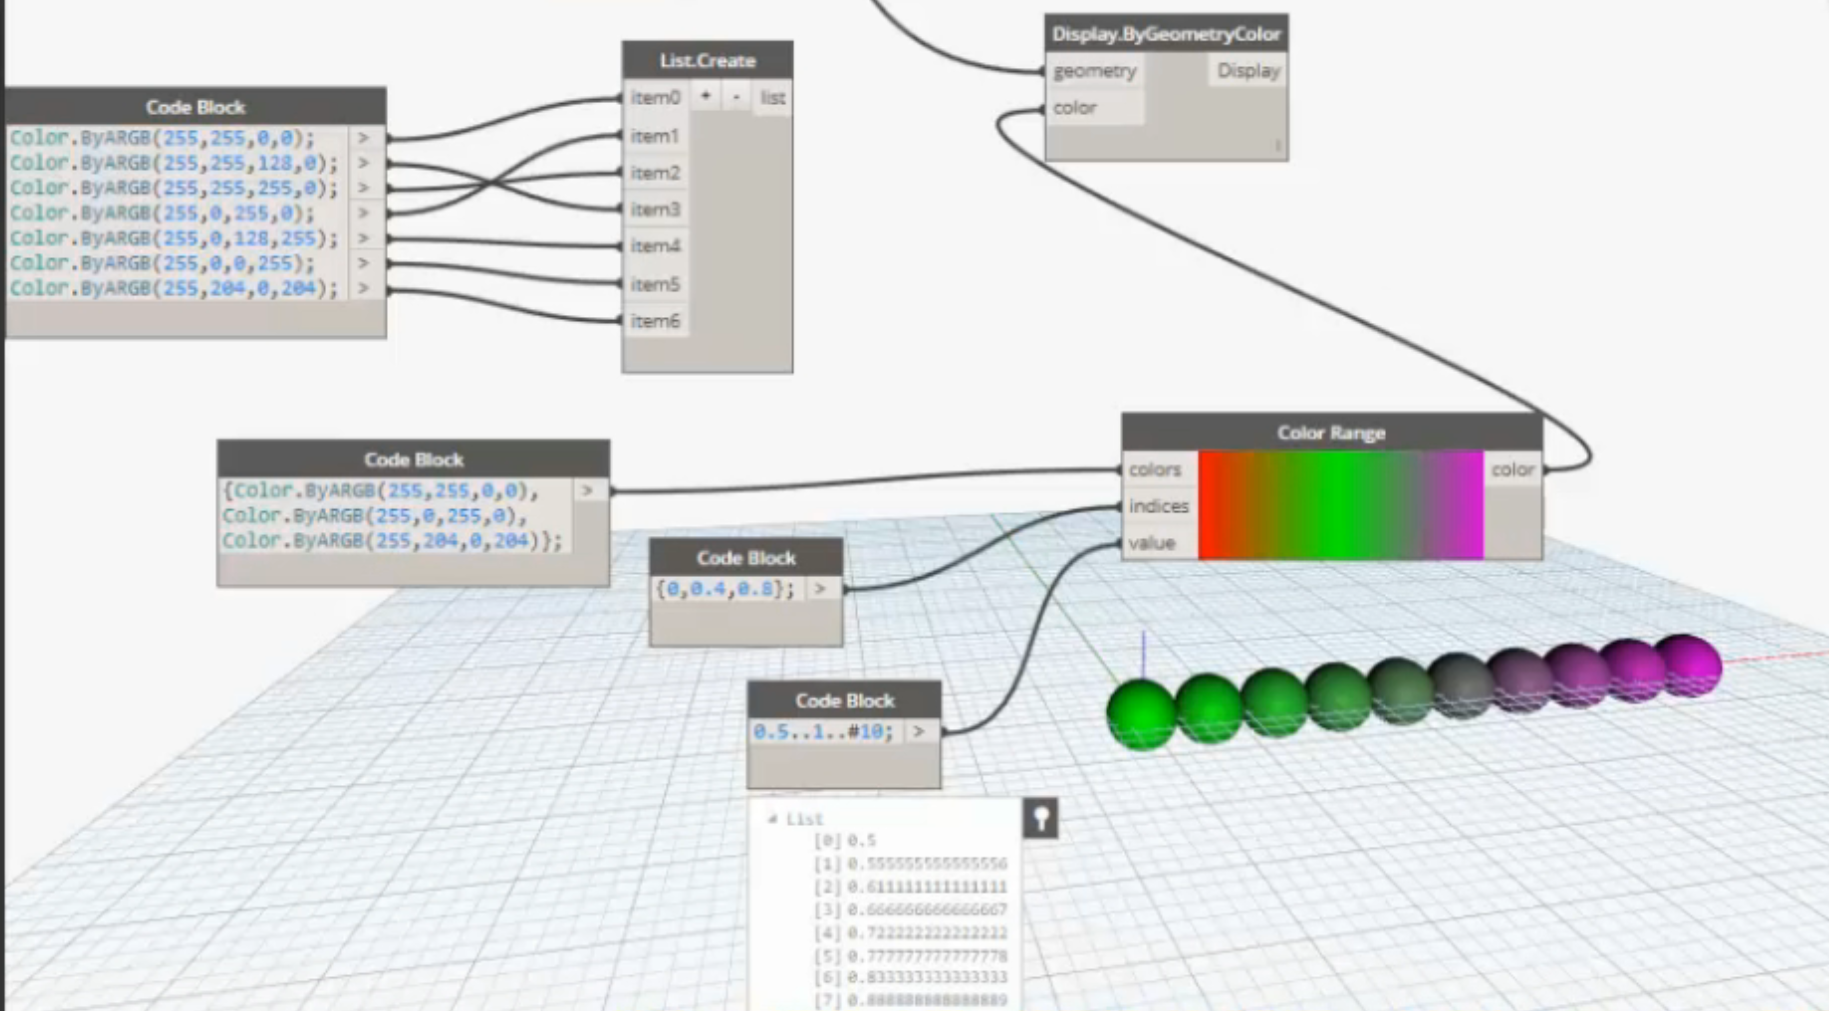 Display.ByGeometryColor
geometry Display
color
List.Create
item0 + - list
item1
item2
item3
item4
item5
item6
Code Block
Color.ByARGB(255,255,0,0); >
Color.ByARGB(255,255,128,0); >
Color.ByARGB(255,255,255,0); >
Color.ByARGB(255,0,255,0); >
Color.ByARGB(255,0,128,255); >
Color.ByARGB(255,0,0,255); >
Color.ByARGB(255,204,0,204); >
Color Range
colors color
indices
value
Code Block
{Color.ByARGB(255,255,0,0), >
Color.ByARGB(255,0,255,0),
Color.ByARGB(255,204,0,204)};
Code Block
{0,0.4,0.8}; >
Code Block
0.5..1..#10; >
List
[0] 0.5
[1] 0.555555555555556
[2] 0.611111111111111
[3] 0.666666666666667
[4] 0.722222222222222
[5] 0.777777777777778
[6] 0.833333333333333
[7] 0.888888888888889